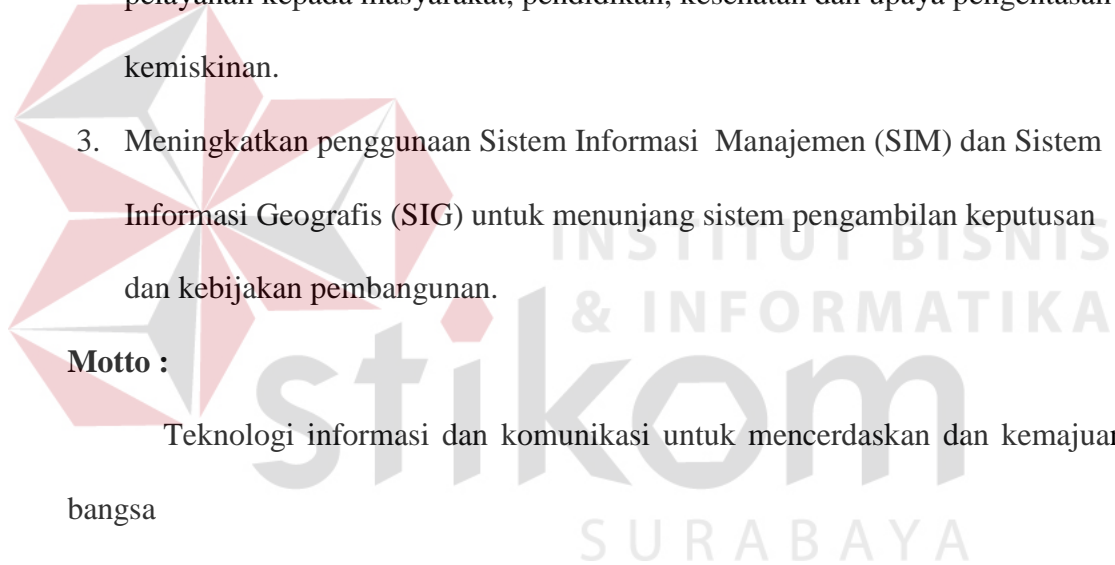 pelayanan kepada masyarakat, pendidikan, kesehatan dan upaya pengentasan
kemiskinan.
3. Meningkatkan penggunaan Sistem Informasi Manajemen (SIM) dan Sistem
Informasi Geografis (SIG) untuk menunjang sistem pengambilan keputusan
dan kebijakan pembangunan.
Motto :
Teknologi informasi dan komunikasi untuk mencerdaskan dan kemajuan
bangsa
INSTITUT BISNIS
& INFORMATIKA
stikom
SURABAYA